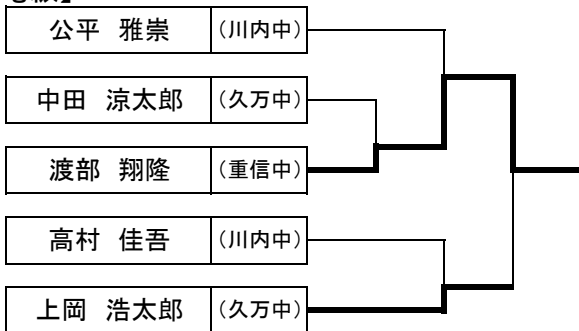 公平 雅崇 (川内中)
中田 涼太郎 (久万中)
渡部 翔隆 (重信中)
高村 佳吾 (川内中)
上岡 浩太郎 (久万中)